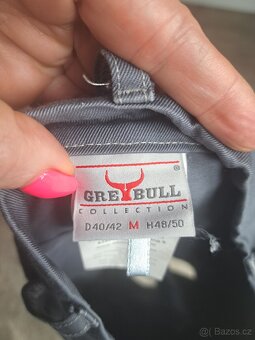 ®
GREYBULL
COLLECTION
D40/42 M H48/50
Bazos.cz